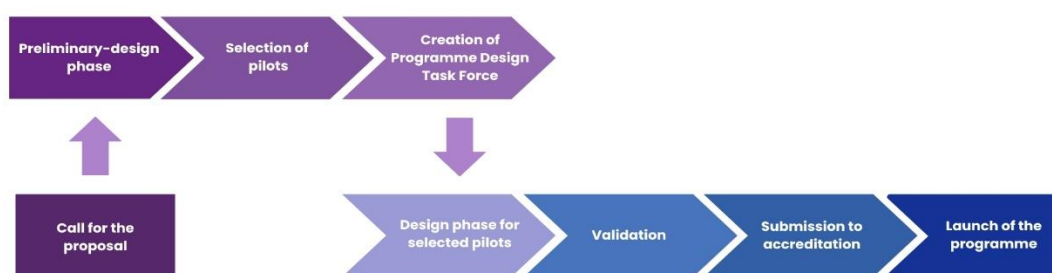 Preliminary-design
phase
Selection of
pilots
Creation of
Programme Design
Task Force
Call for the
proposal
Design phase for
selected pilots
Validation
Submission to
accreditation
Launch of the
programme